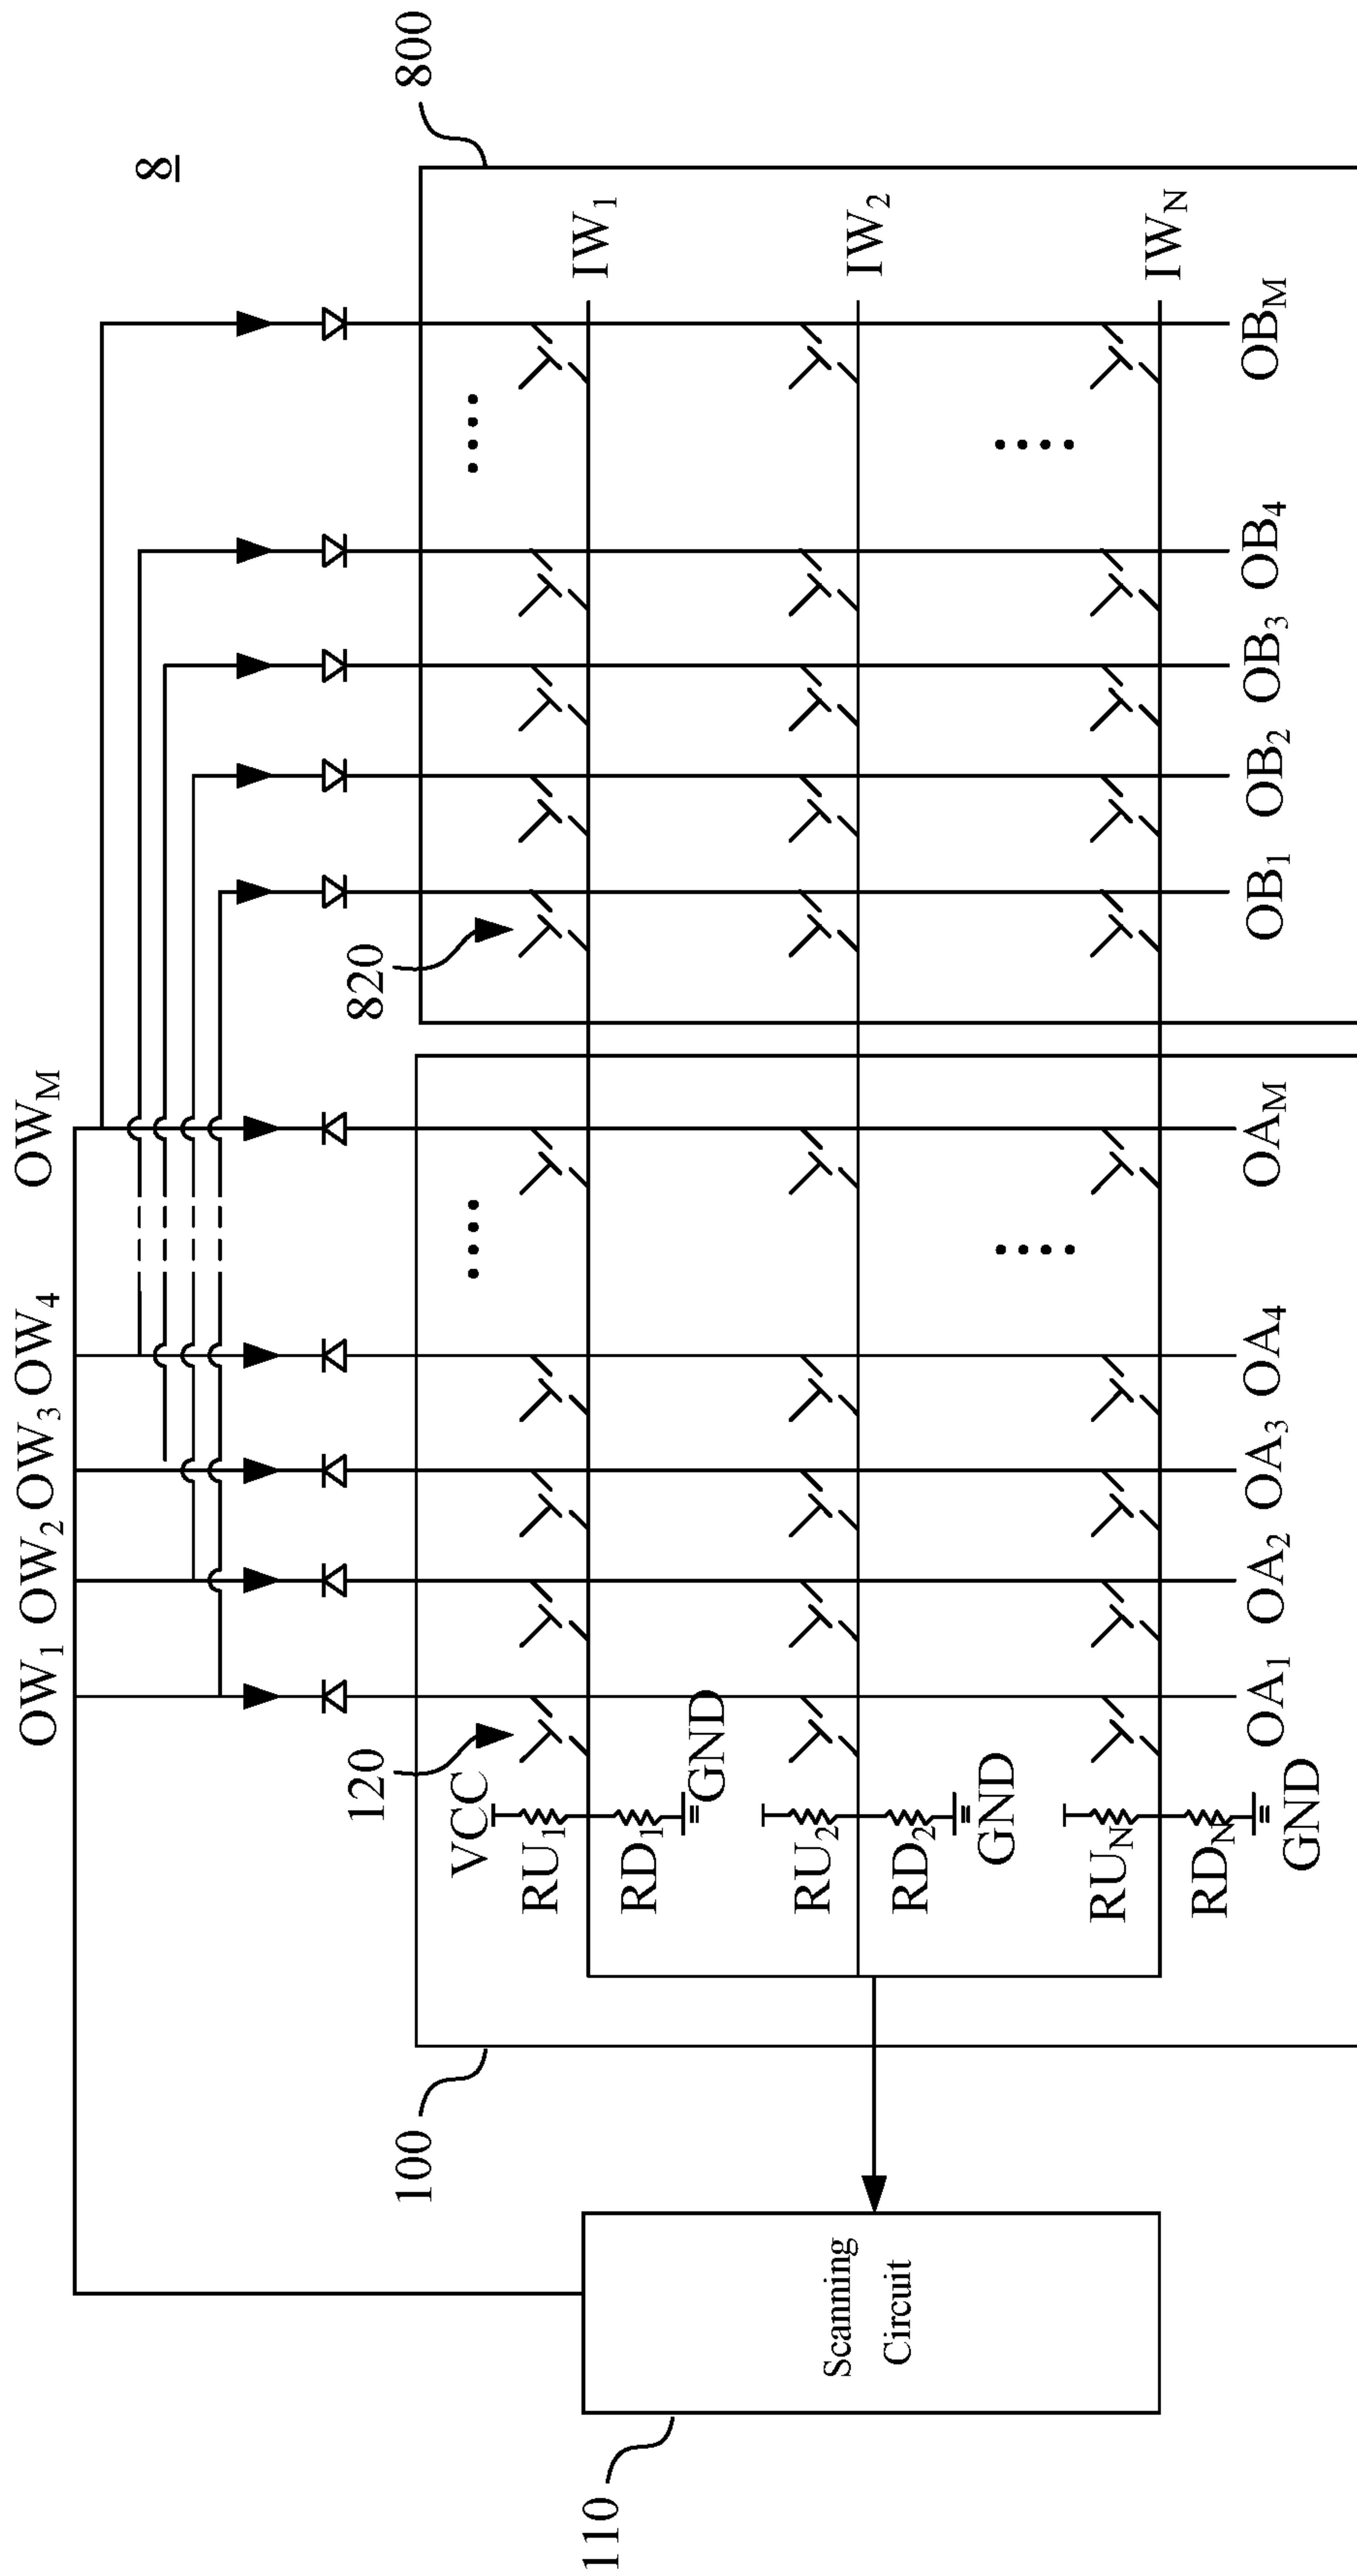 8
OW1 OW2 OW3 OW4 OWM
800
120
820
100
VCC
RU1
IW1
RD1
GND
110
Scanning
Circuit
RU2
IW2
RD2
GND
RUN
IWN
RDN
GND
OA1 OA2 OA3 OA4 OAM OB1 OB2 OB3 OB4 OBM